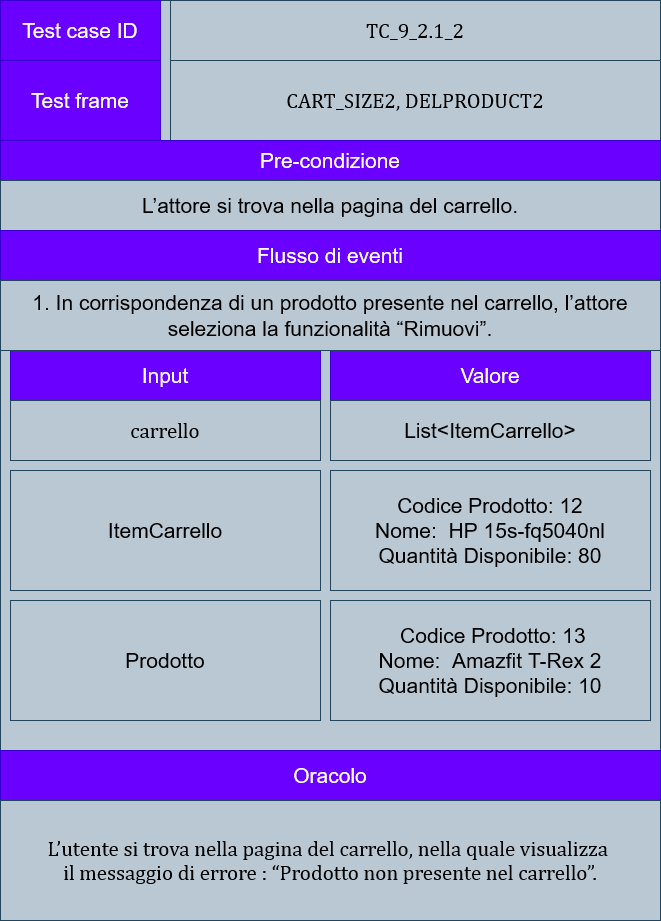 Test case ID
TC_9_2.1_2
Test frame
CART_SIZE2, DELPRODUCT2
Pre-condizione
L’attore si trova nella pagina del carrello.
Flusso di eventi
1. In corrispondenza di un prodotto presente nel carrello, l’attore
seleziona la funzionalità “Rimuovi”.
Input
Valore
carrello
List<ItemCarrello>
ItemCarrello
Codice Prodotto: 12
Nome: HP 15s-fq5040nl
Quantità Disponibile: 80
Prodotto
Codice Prodotto: 13
Nome: Amazfit T-Rex 2
Quantità Disponibile: 10
Oracolo
L’utente si trova nella pagina del carrello, nella quale visualizza
il messaggio di errore : “Prodotto non presente nel carrello”.